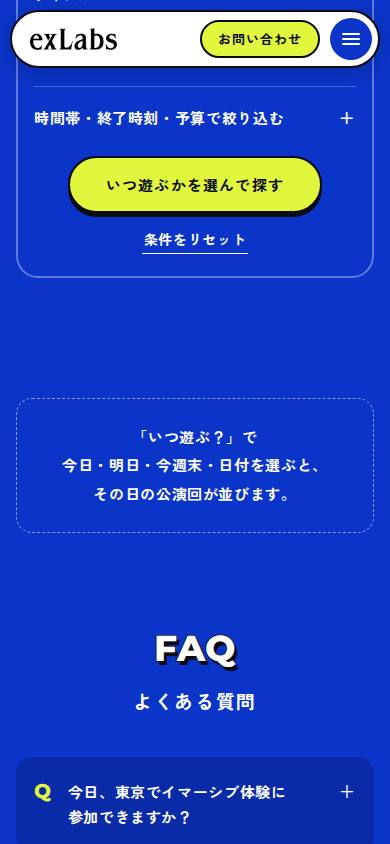 exLabs
お問い合わせ
時間帯・終了時刻・予算で絞り込む
いつ遊ぶかを選んで探す
条件をリセット
「いつ遊ぶ？」で
今日・明日・今週末・日付を選ぶと、
その日の公演回が並びます。
FAQ
よくある質問
Q 今日、東京でイマーシブ体験に
参加できますか？